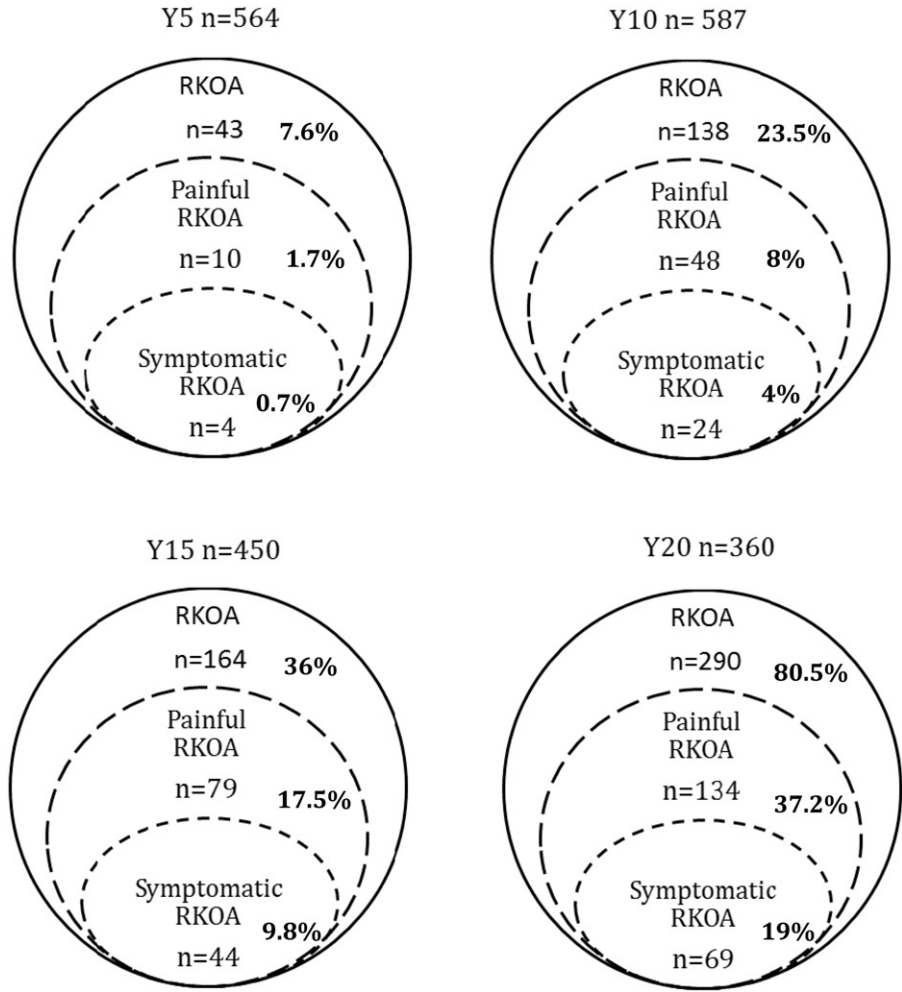 Y5 n=564
RKOA
n=43 7.6%
Painful
RKOA
n=10 1.7%
Symptomatic
RKOA
0.7%
n=4
Y10 n= 587
RKOA
n=138 23.5%
Painful
RKOA
n=48 8%
Symptomatic
RKOA
4%
n=24
Y15 n=450
RKOA
n=164 36%
Painful
RKOA
n=79 17.5%
Symptomatic
RKOA
9.8%
n=44
Y20 n=360
RKOA
n=290 80.5%
Painful
RKOA
n=134 37.2%
Symptomatic
RKOA
19%
n=69